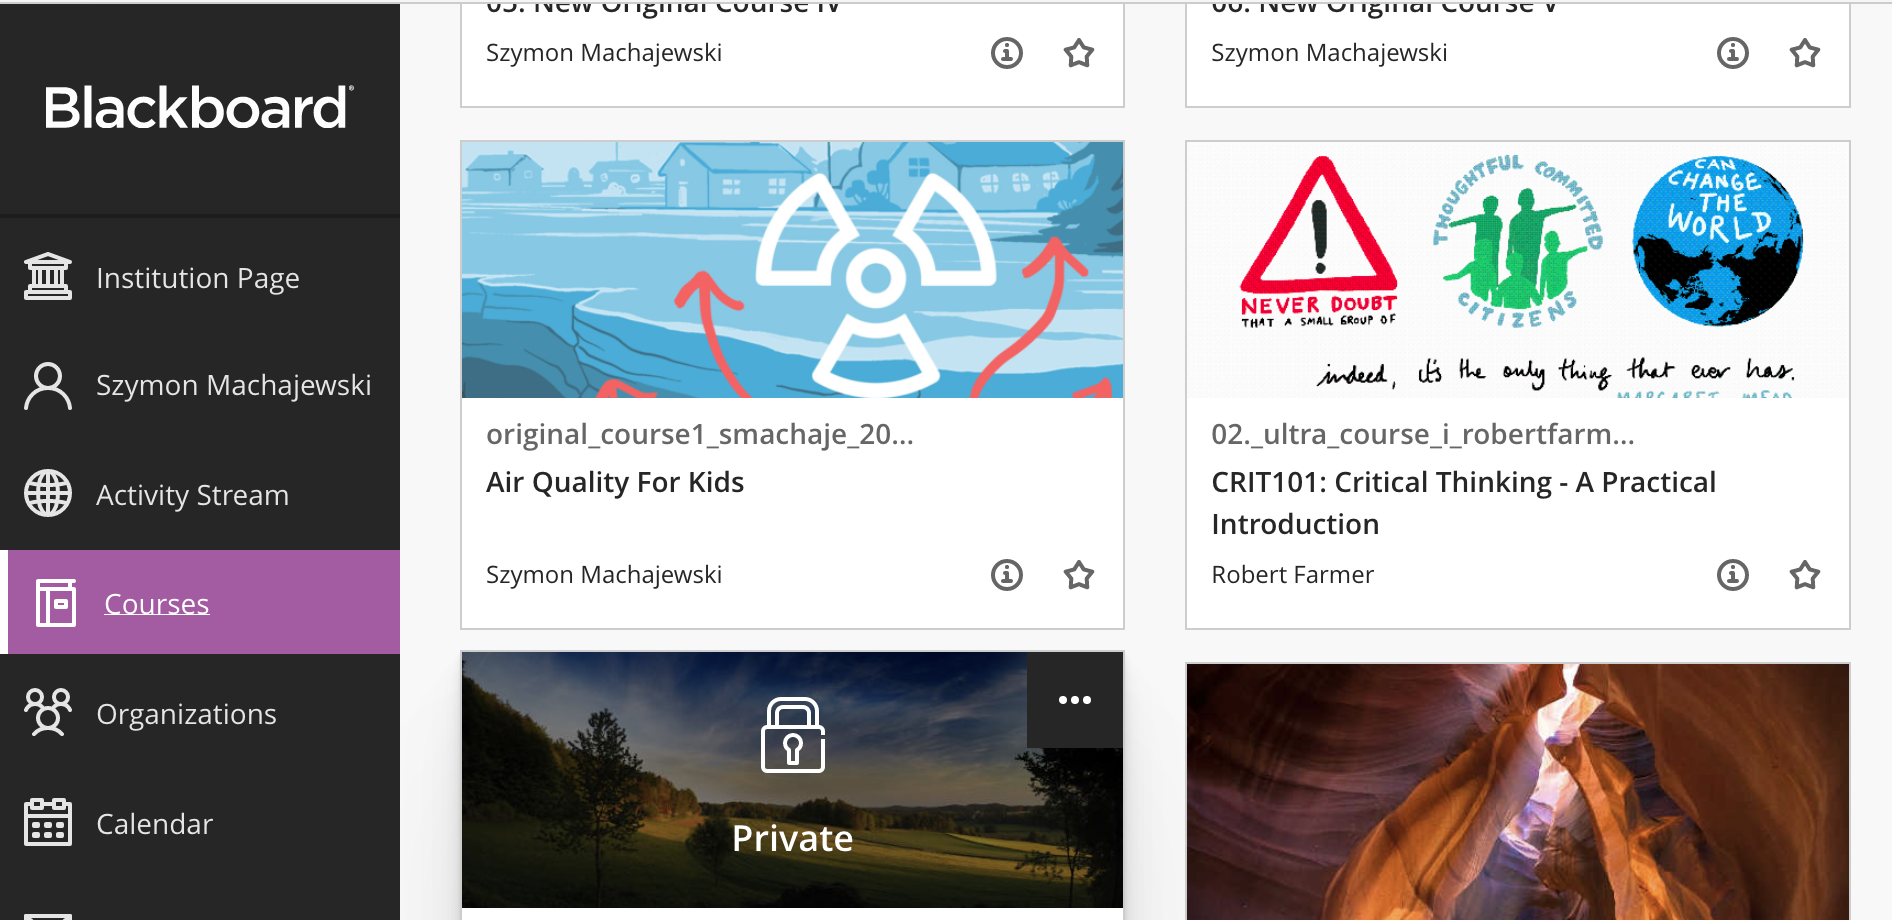 Blackboard
Institution Page
Szymon Machajewski
Activity Stream
Courses
Organizations
Calendar
05. New Original Course IV
Szymon Machajewski
06. New Original Course V
Szymon Machajewski
original_course1_smachaje_20...
Air Quality For Kids
Szymon Machajewski
NEVER DOUBT
THAT A SMALL GROUP OF
THOUGHTFUL COMMITTED
CITIZENS
CAN
CHANGE
THE
WORLD
indeed, it's the only thing that ever has.
MARGARET MEAD
02._ultra_course_i_robertfarm...
CRIT101: Critical Thinking - A Practical
Introduction
Robert Farmer
Private